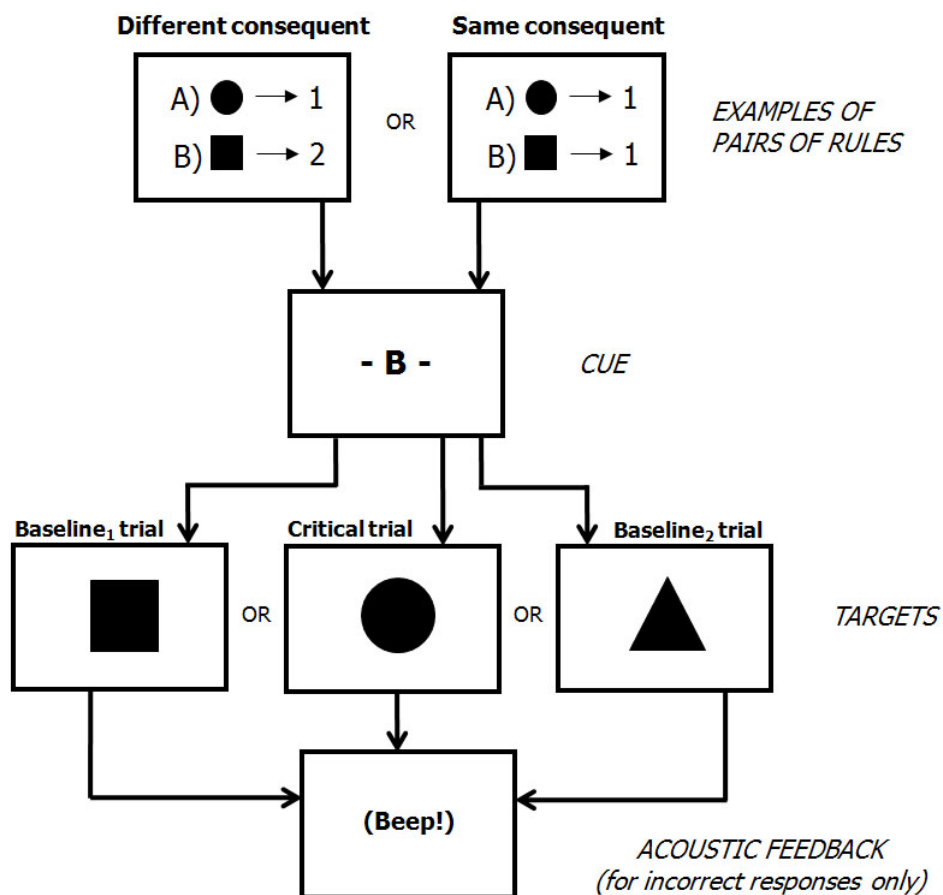 Different consequent
Same consequent
A) → 1
B) → 2
OR
A) → 1
B) → 1
EXAMPLES OF
PAIRS OF RULES
- B -
CUE
Baseline₁ trial
Critical trial
Baseline₂ trial
OR
OR
TARGETS
(Beep!)
ACOUSTIC FEEDBACK
(for incorrect responses only)